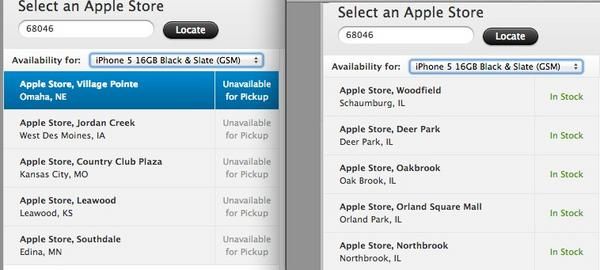 Select an Apple Store
68046
Locate
Availability for: iPhone 5 16GB Black & Slate (GSM)
Apple Store, Village Pointe
Omaha, NE
Unavailable
for Pickup
Apple Store, Jordan Creek
West Des Moines, IA
Unavailable
for Pickup
Apple Store, Country Club Plaza
Kansas City, MO
Unavailable
for Pickup
Apple Store, Leawood
Leawood, KS
Unavailable
for Pickup
Apple Store, Southdale
Edina, MN
Unavailable
for Pickup
Select an Apple Store
68046
Locate
Availability for: iPhone 5 16GB Black & Slate (GSM)
Apple Store, Woodfield
Schaumburg, IL
In Stock
Apple Store, Deer Park
Deer Park, IL
In Stock
Apple Store, Oakbrook
Oak Brook, IL
In Stock
Apple Store, Orland Square Mall
Orland Park, IL
In Stock
Apple Store, Northbrook
Northbrook, IL
In Stock